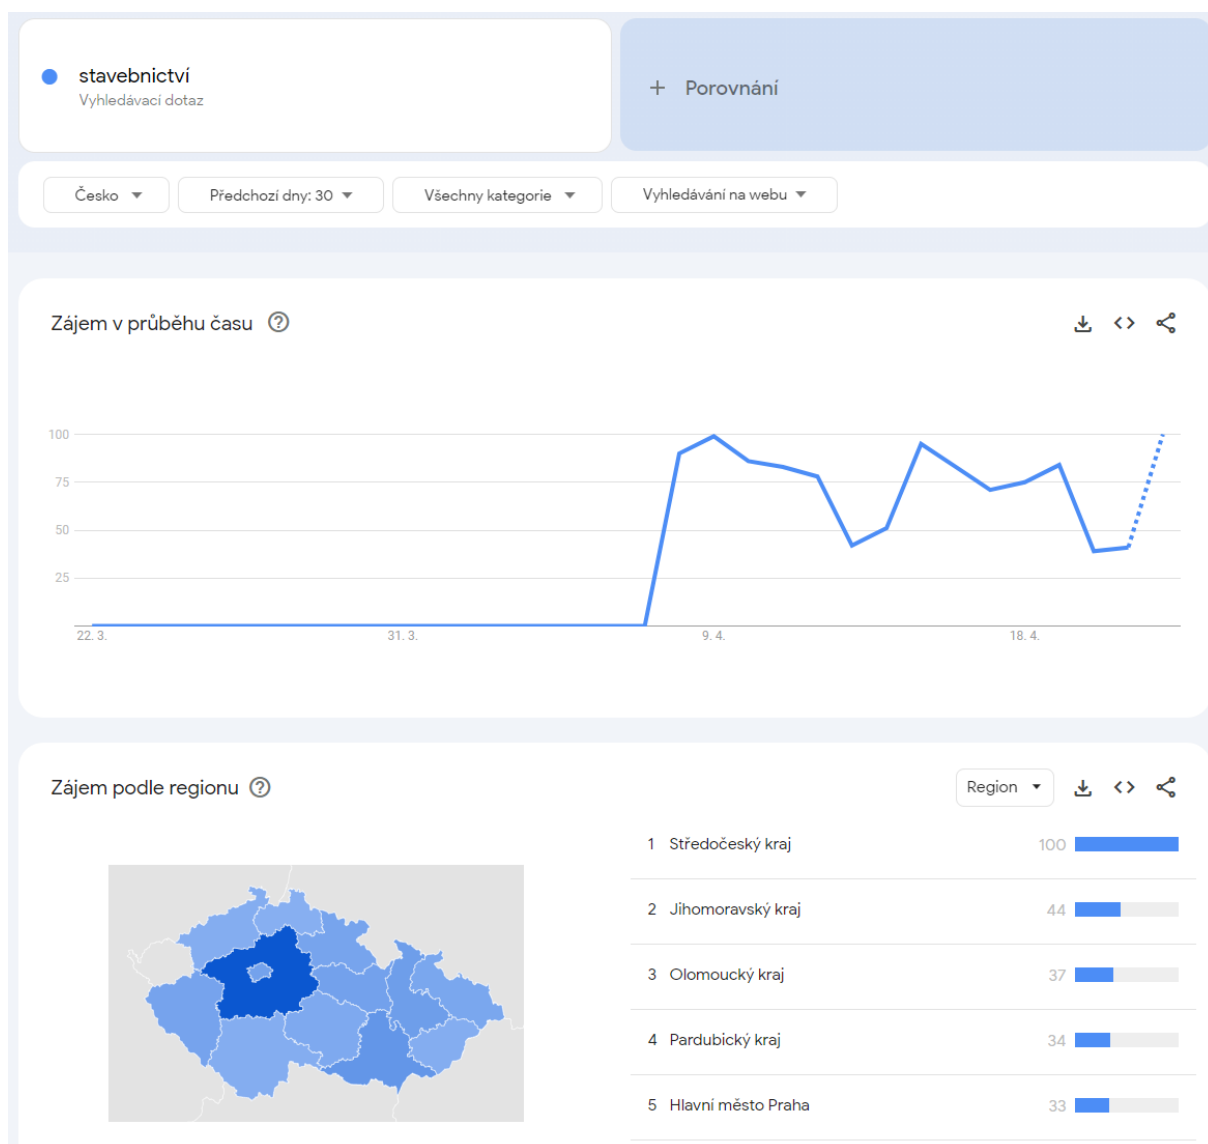 stavebnictví
Vyhledávací dotaz
+ Porovnání
Česko
Předchozí dny: 30
Všechny kategorie
Vyhledávání na webu
Zájem v průběhu času
100
75
50
25
22. 3.
31. 3.
9. 4.
18. 4.
Zájem podle regionu
Region
1 Středočeský kraj 100
2 Jihomoravský kraj 44
3 Olomoucký kraj 37
4 Pardubický kraj 34
5 Hlavní město Praha 33